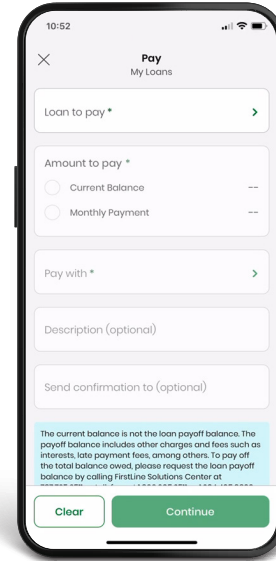 10:52
Pay
My Loans
Loan to pay *
Amount to pay *
Current Balance --
Monthly Payment --
Pay with *
Description (optional)
Send confirmation to (optional)
The current balance is not the loan payoff balance. The
payoff balance includes other charges and fees such as
interests, late payment fees, among others. To pay off
the total balance owed, please request the loan payoff
balance by calling FirstLine Solutions Center at
Clear
Continue